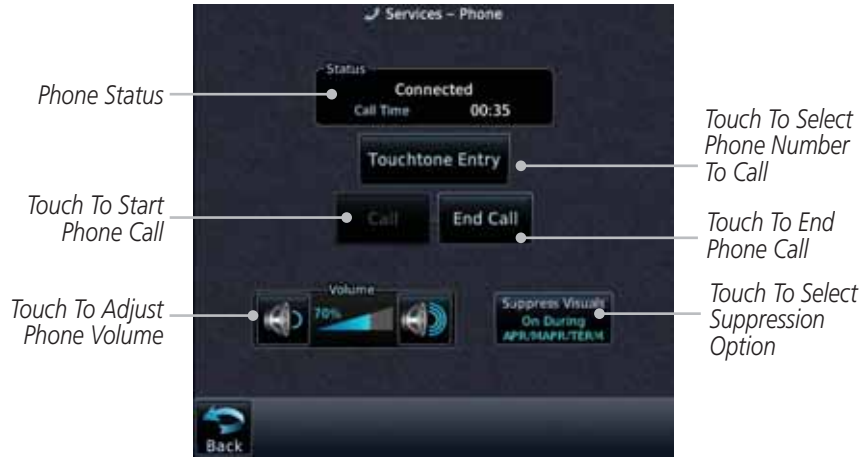 Services – Phone
Status
Connected
Call Time 00:35
Phone Status
Touchtone Entry
Touch To Select
Phone Number
To Call
Call
End Call
Touch To Start
Phone Call
Touch To End
Phone Call
Volume
70%
Touch To Adjust
Phone Volume
Suppress Visuals
On During
APR/MAPR/TERM
Touch To Select
Suppression
Option
Back